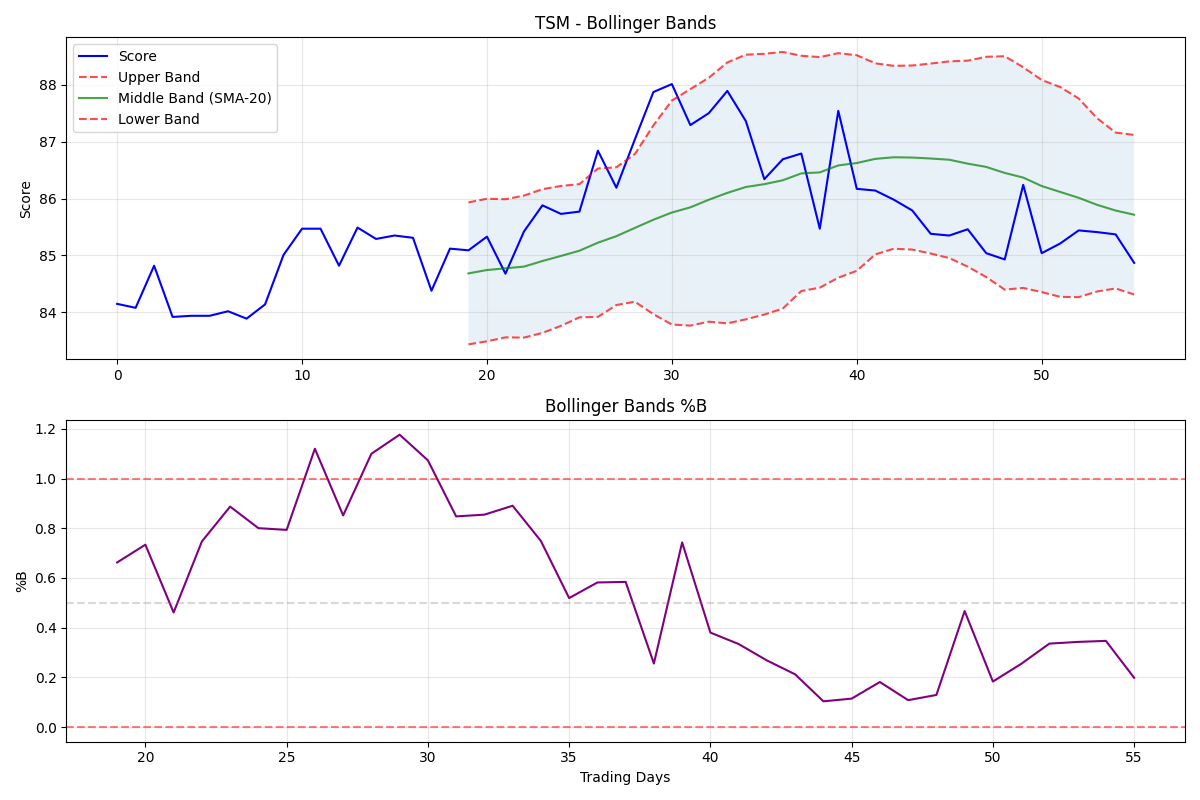 TSM - Bollinger Bands
Score
Upper Band
Middle Band (SMA-20)
Lower Band
Score
88
87
86
85
84
0 10 20 30 40 50
Bollinger Bands %B
%B
1.2
1.0
0.8
0.6
0.4
0.2
0.0
20 25 30 35 40 45 50 55
Trading Days